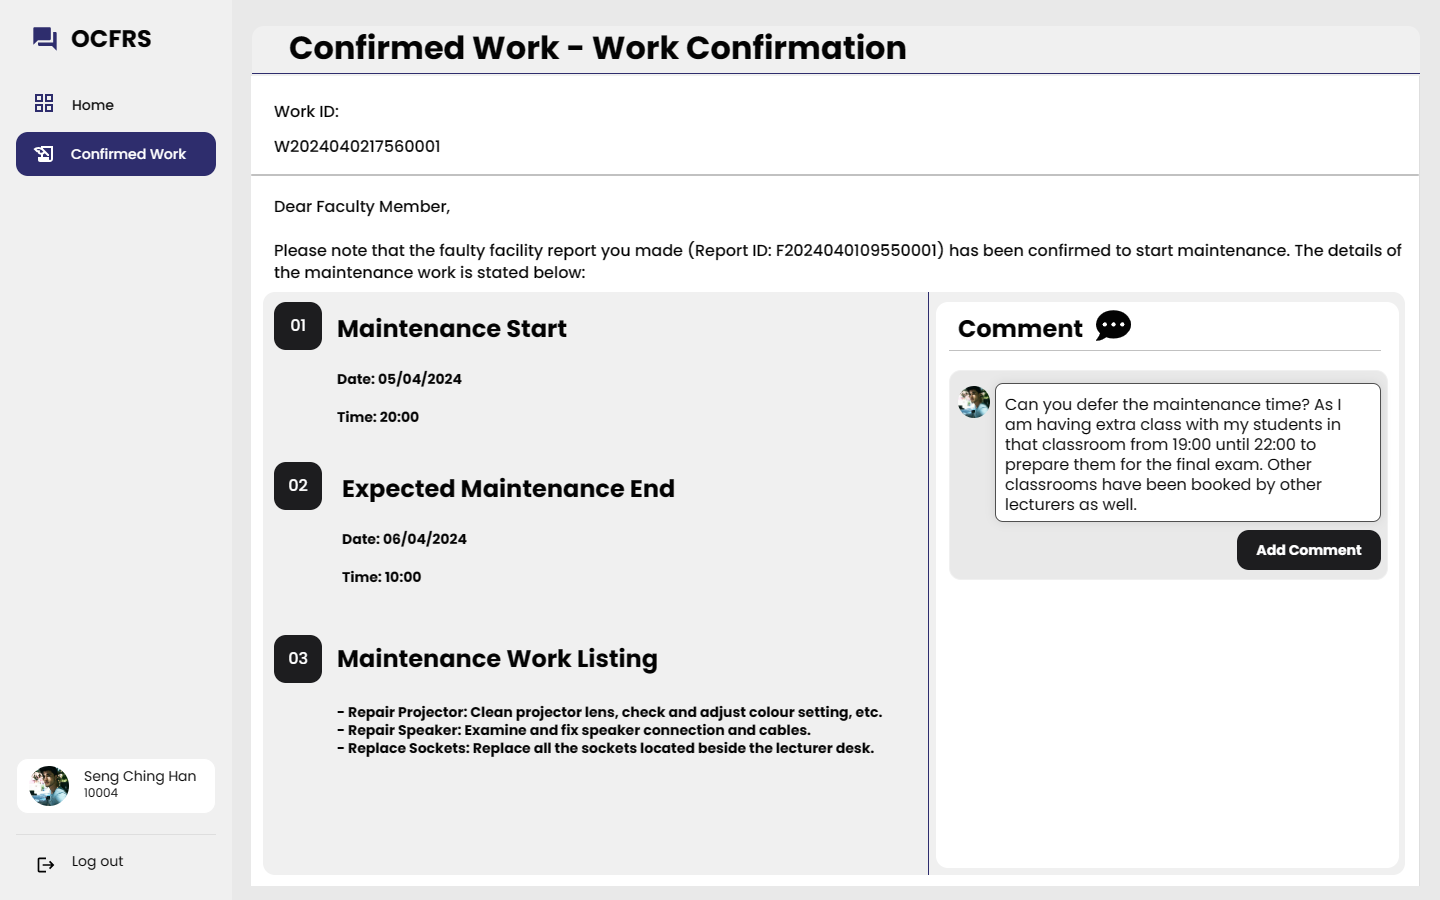 OCFRS
Home
Confirmed Work
Seng Ching Han
10004
Log out
Confirmed Work - Work Confirmation
Work ID:
W2024040217560001
Dear Faculty Member,
Please note that the faulty facility report you made (Report ID: F2024040109550001) has been confirmed to start maintenance. The details of
the maintenance work is stated below:
01
Maintenance Start
Date: 05/04/2024
Time: 20:00
02
Expected Maintenance End
Date: 06/04/2024
Time: 10:00
03
Maintenance Work Listing
- Repair Projector: Clean projector lens, check and adjust colour setting, etc.
- Repair Speaker: Examine and fix speaker connection and cables.
- Replace Sockets: Replace all the sockets located beside the lecturer desk.
Comment
Can you defer the maintenance time? As I
am having extra class with my students in
that classroom from 19:00 until 22:00 to
prepare them for the final exam. Other
classrooms have been booked by other
lecturers as well.
Add Comment